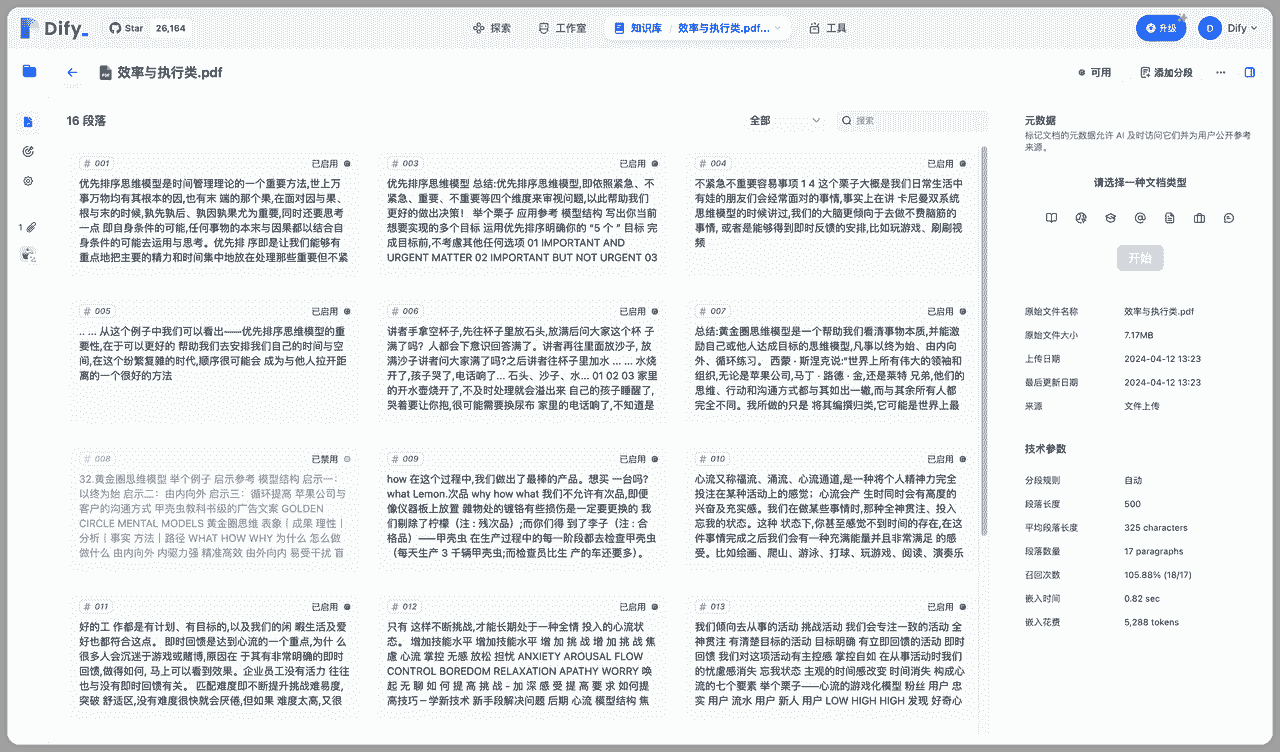 Dify_
Star 26,164
探索
工作室
知识库 / 效率与执行类.pdf...
工具
升级
D
Dify
效率与执行类.pdf
可用
添加分段
16 段落
全部
搜索
# 001
已启用
优先排序思维模型是时间管理理论的一个重要方法,世上万
事万物均有其根本的因,也有末 端的那个果,在面对因与果、
根与末的时候,孰先孰后、孰因孰果尤为重要,同时还要思考
一点 即自身条件的可能,任何事物的本末与因果都以结合自
身条件的可能去运用与思考。优先排 序即是让我们能够有
重点地把主要的精力和时间集中地放在处理那些重要但不紧
# 003
已启用
优先排序思维模型 总结:优先排序思维模型,即依照紧急、不
紧急、重要、不重要等四个维度来审视问题,以此帮助我们
更好的做出决策！ 举个栗子 应用参考 模型结构 写出你当前
想要实现的多个目标 运用优先排序明确你的 “5 个 ” 目标 完
成目标前,不考虑其他任何选项 01 IMPORTANT AND
URGENT MATTER 02 IMPORTANT BUT NOT URGENT 03
# 004
已启用
不紧急不重要容易事项 1 4 这个栗子大概是我们日常生活中
有娃的朋友们会经常面对的事情,事实上在讲 卡尼曼双系统
思维模型的时候讲过,我们的大脑更倾向于去做不费脑筋的
事情, 或者是能够得到即时反馈的安排,比如玩游戏、刷刷视
频
# 005
已启用
.. ... 从这个例子中我们可以看出——优先排序思维模型的重
要性,在于可以更好的 帮助我们去安排我们自己的时间与空
间,在这个纷繁复杂的时代,顺序很可能会 成为与他人拉开距
离的一个很好的方法
# 006
已启用
讲者手拿空杯子,先往杯子里放石头,放满后问大家这个杯 子
满了吗？ 人都会下意识回答满了。讲者再往里面放沙子, 放
满沙子讲者问大家满了吗?之后讲者往杯子里加水 ... ... 水烧
开了,孩子哭了,电话响了... 石头、沙子、水... 01 02 03 家里
的开水壶烧开了,不及时处理就会溢出来 自己的孩子睡醒了,
哭着要让你抱,很可能需要换尿布 家里的电话响了,不知道是
# 007
已启用
总结:黄金圈思维模型是一个帮助我们看清事物本质,并能激
励自己或他人达成目标的思维模型,凡事以终为始、由内向
外、循环练习。 西蒙 · 斯涅克说:“世界上所有伟大的领袖和
组织,无论是苹果公司,马丁 · 路德 · 金,还是莱特 兄弟,他们的
思维、行动和沟通方式都与其如出一辙,而与其余所有人都
完全不同。我所做的只是 将其编撰归类,它可能是世界上最
# 008
已禁用
32.黄金圈思维模型 举个例子 启示参考 模型结构 启示一：
以终为始 启示二：由内向外 启示三：循环提高 苹果公司与
客户的沟通方式 甲壳虫教科书级的广告文案 GOLDEN
CIRCLE MENTAL MODELS 黄金圈思维 表象 | 成果 理性 |
分析 | 事实 方法 | 路径 WHAT HOW WHY 为什么 怎么做
做什么 由内向外 内驱力强 精准高效 由外向内 易受干扰 盲
# 009
已启用
how 在这个过程中,我们做出了最棒的产品。想买 一台吗?
what Lemon.次品 why how what 我们不允许有次品,即便
像仪器板上放置 雜物处的镀铬有些损伤是一定要更换的 我
们剔除了柠檬（注：残次品）;而你们得 到了李子（注：合
格品）——甲壳虫 在生产过程中的每一阶段都去检查甲壳虫
（每天生产 3 千辆甲壳虫;而检查员比生 产的车还要多）。
# 010
已启用
心流又称福流、涌流、心流通道,是一种将个人精神力完全
投注在某种活动上的感觉；心流会产 生时同时会有高度的
兴奋及充实感。我们在做某些事情时,那种全神贯注、投入
忘我的状态。这种 状态下,你甚至感觉不到时间的存在,在这
件事情完成之后我们会有一种充满能量并且非常满足 的感
受。比如绘画、爬山、游泳、打球、玩游戏、阅读、演奏乐
# 011
已启用
好的工 作都是有计划、有目标的,以及我们的闲 暇生活及爱
好也都符合这点。 即时回馈是达到心流的一个重点,为什 么
很多人会沉迷于游戏或赌博,原因在 于其有非常明确的即时
回馈,做得如何, 马上可以看到效果。企业员工没有活力 往往
也与没有即时回馈有关。 匹配难度即不断提升挑战难易度,
突破 舒适区,没有难度很快就会厌倦,但如果 难度太高,又很
# 012
已启用
只有 这样不断挑战,才能长期处于一种全情 投入的心流状
态。 增加技能水平 增加技能水平 增 加 挑 战 增 加 挑 战 焦
虑 心流 掌控 无感 放松 担忧 ANXIETY AROUSAL FLOW
CONTROL BOREDOM RELAXATION APATHY WORRY 唤
起 无 聊 如 何 提 高 挑 战 - 加 深 感 受 提 高 要 求 如何提
高技巧－学新技术 新手段解决问题 后期 心流 模型结构 焦
# 013
已启用
我们倾向去从事的活动 挑战活动 我们会专注一致的活动 全
神贯注 有清楚目标的活动 目标明确 有立即回馈的活动 即时
回馈 我们对这项活动有主控感 掌控自如 在从事活动时我们
的忧虑感消失 忘我状态 主观的时间感改变 时间消失 构成心
流的七个要素 举个栗子——心流的游戏化模型 粉丝 用户 忠
实 用户 流水 用户 新人 用户 LOW HIGH HIGH 发现 好奇心
1
元数据
标记文档的元数据允许 AI 及时访问它们并为用户公开参考
来源。
请选择一种文档类型
开始
原始文件名称 效率与执行类.pdf
原始文件大小 7.17MB
上传日期 2024-04-12 13:23
最后更新日期 2024-04-12 13:23
来源 文件上传
技术参数
分段规则 自动
段落长度 500
平均段落长度 325 characters
段落数量 17 paragraphs
召回次数 105.88% (18/17)
嵌入时间 0.82 sec
嵌入花费 5,288 tokens